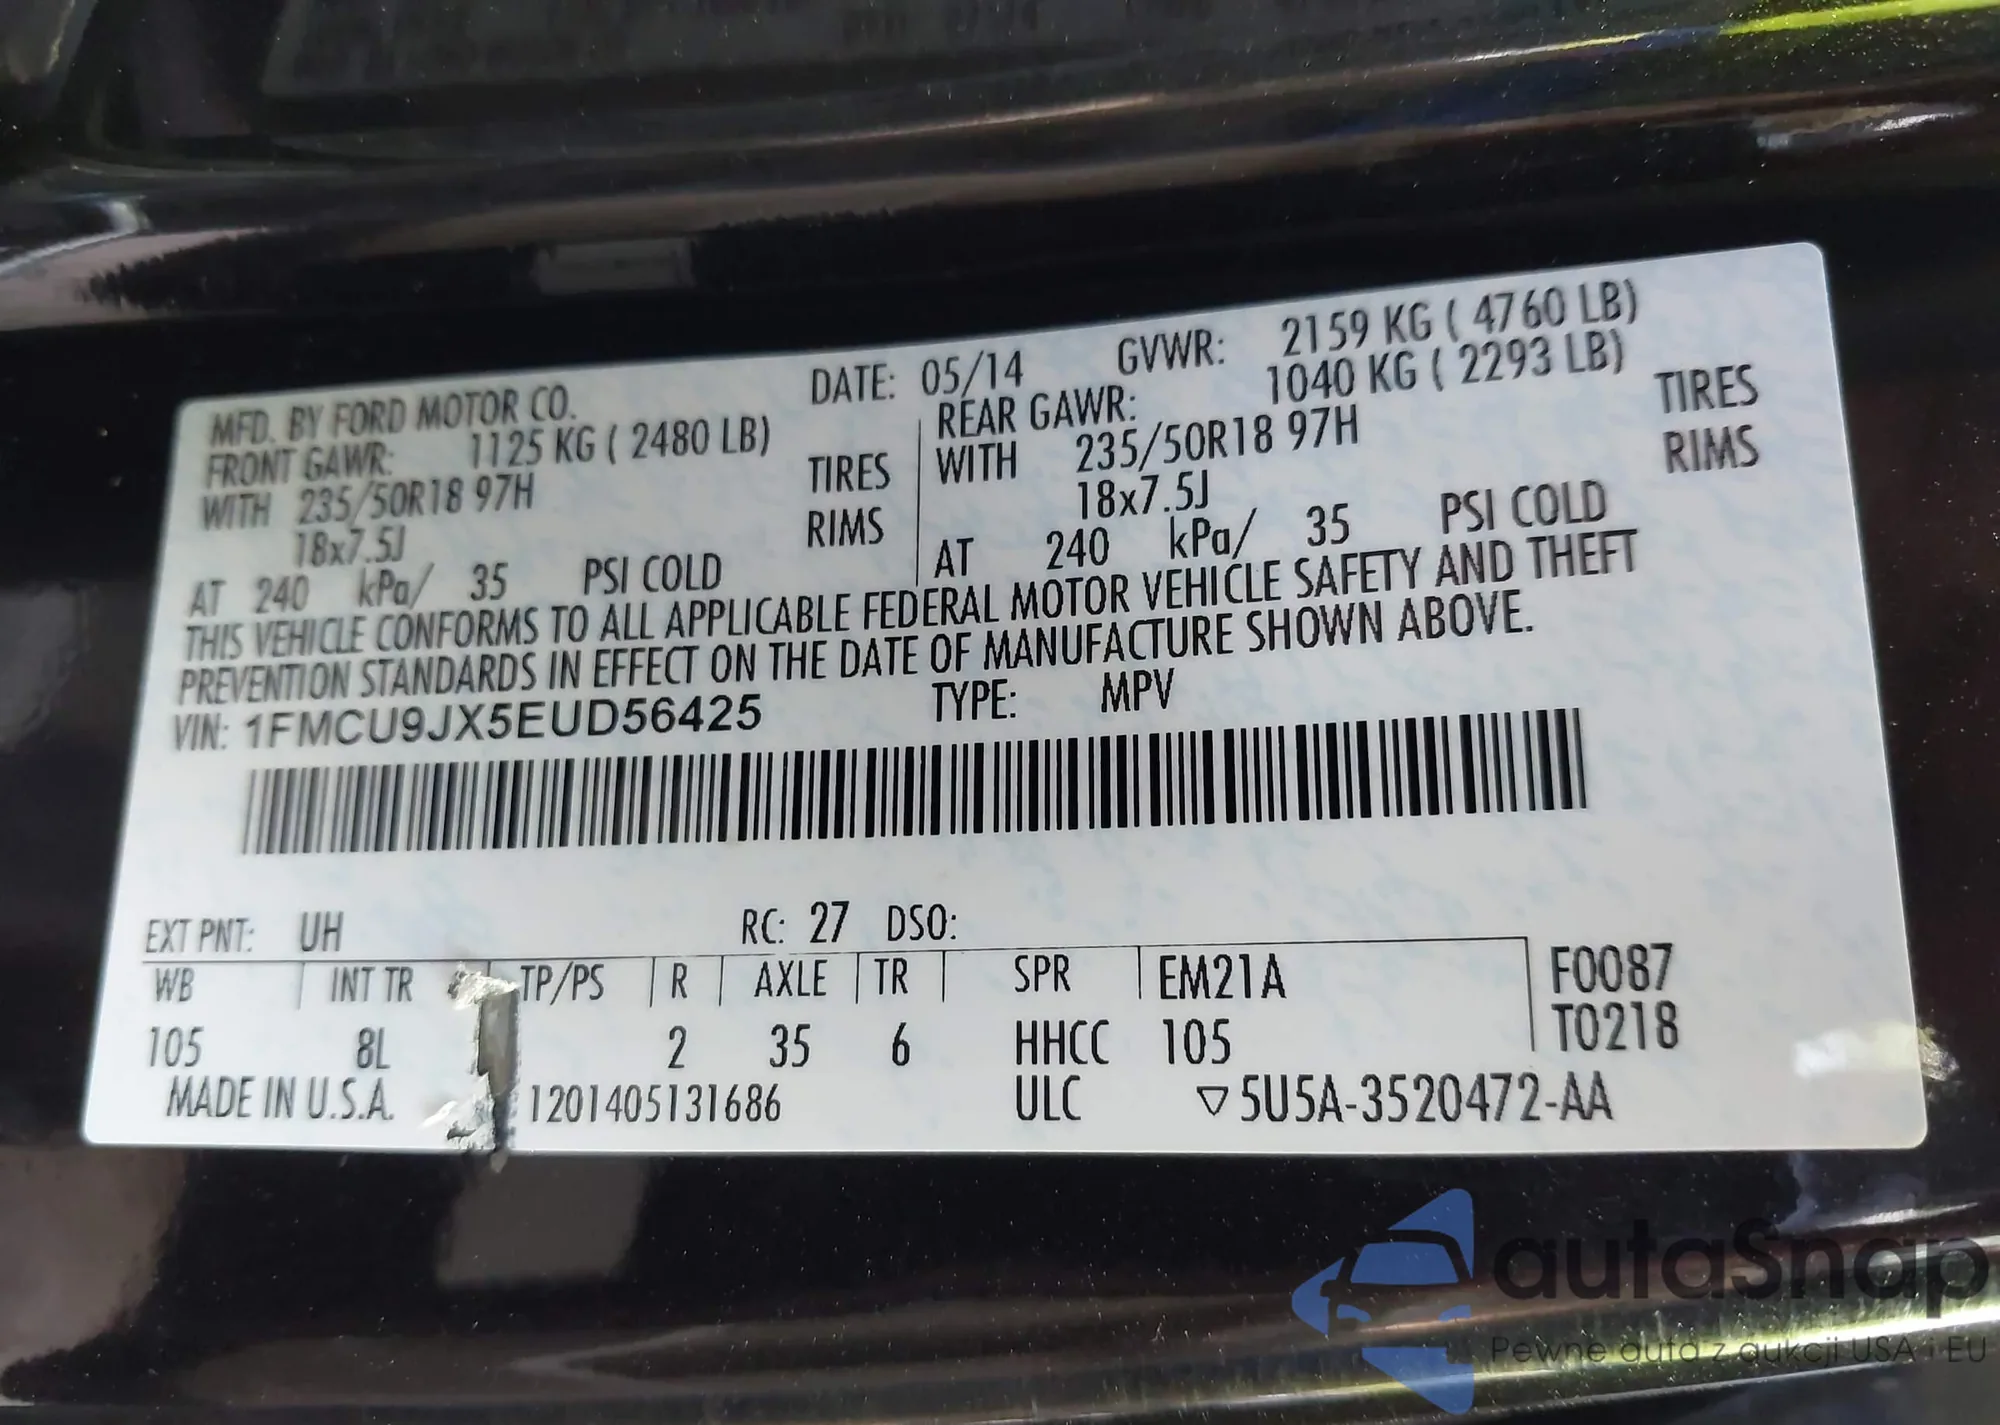 MFD. BY FORD MOTOR CO. DATE: 05/14 GVWR: 2159 KG ( 4760 LB)
FRONT GAWR: 1125 KG ( 2480 LB)
WITH 235/50R18 97H TIRES
18x7.5J RIMS
AT 240 kPa/ 35 PSI COLD
REAR GAWR: 1040 KG ( 2293 LB)
WITH 235/50R18 97H TIRES
18x7.5J RIMS
AT 240 kPa/ 35 PSI COLD
THIS VEHICLE CONFORMS TO ALL APPLICABLE FEDERAL MOTOR VEHICLE SAFETY AND THEFT
PREVENTION STANDARDS IN EFFECT ON THE DATE OF MANUFACTURE SHOWN ABOVE.
VIN: 1FMCU9JX5EUD56425 TYPE: MPV
EXT PNT: UH RC: 27 DSO:
WB INT TR TP/PS R AXLE TR SPR EM21A F0087
105 8L 2 35 6 HHCC 105 T0218
MADE IN U.S.A. 1201405131686 ULC ▽5U5A-3520472-AA
autaSnap
Pewne auta z aukcji USA i EU